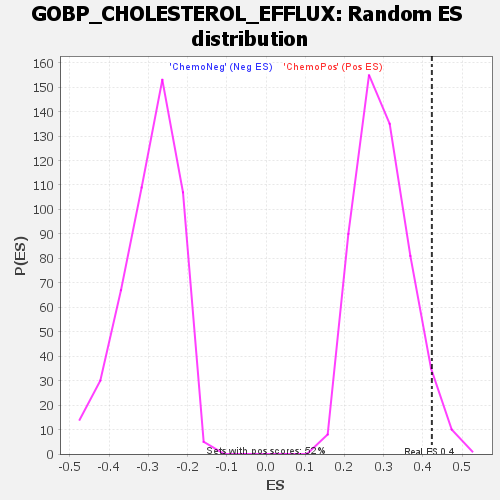 GOBP_CHOLESTEROL_EFFLUX: Random ES
distribution
'ChemoNeg' (Neg ES) 'ChemoPos' (Pos ES)
160
150
140
130
120
110
100
90
80
70
60
50
40
30
20
10
0
P(ES)
Sets with pos scores: 52%
Real ES 0.4
-0.5 -0.4 -0.3 -0.2 -0.1 0.0 0.1 0.2 0.3 0.4 0.5
ES